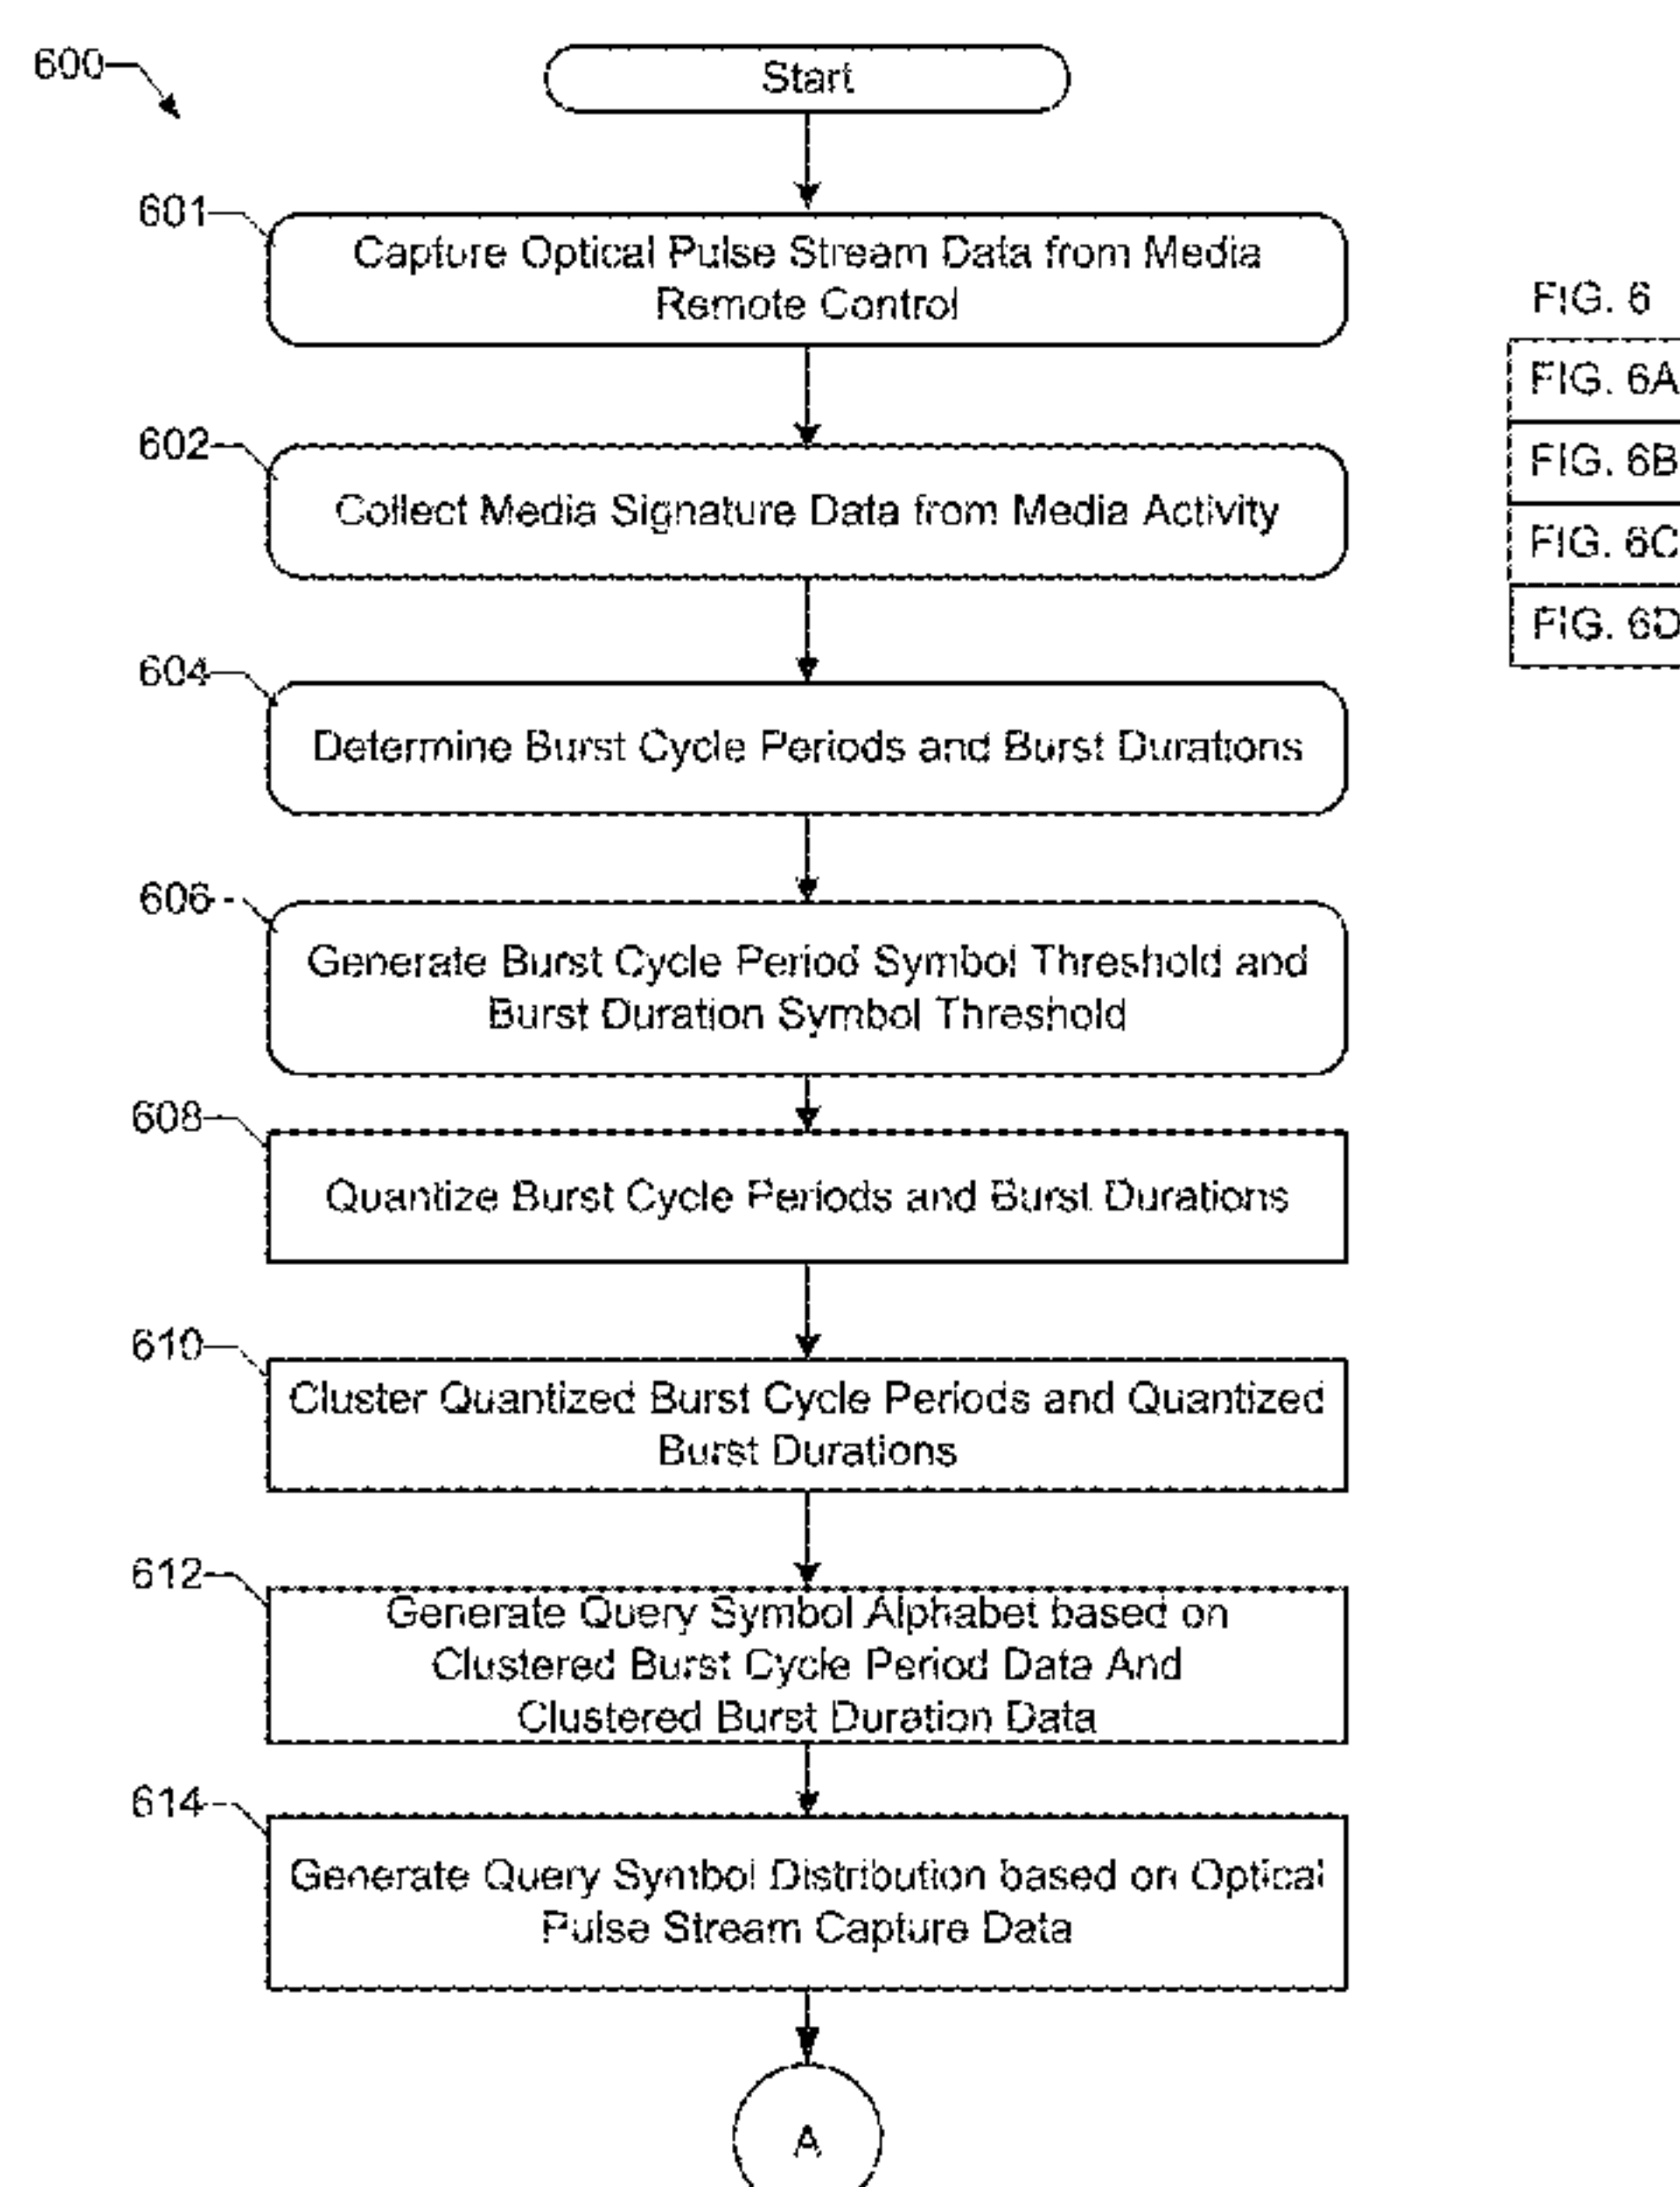 600
Start
601
Capture Optical Pulse Stream Data from Media
Remote Control
FIG. 6
FIG. 6A
FIG. 6B
FIG. 6C
FIG. 6D
602
Collect Media Signature Data from Media Activity
604
Determine Burst Cycle Periods and Burst Durations
606
Generate Burst Cycle Period Symbol Threshold and
Burst Duration Symbol Threshold
608
Quantize Burst Cycle Periods and Burst Durations
610
Cluster Quantized Burst Cycle Periods and Quantized
Burst Durations
612
Generate Query Symbol Alphabet based on
Clustered Burst Cycle Period Data And
Clustered Burst Duration Data
614
Generate Query Symbol Distribution based on Optical
Pulse Stream Capture Data
A